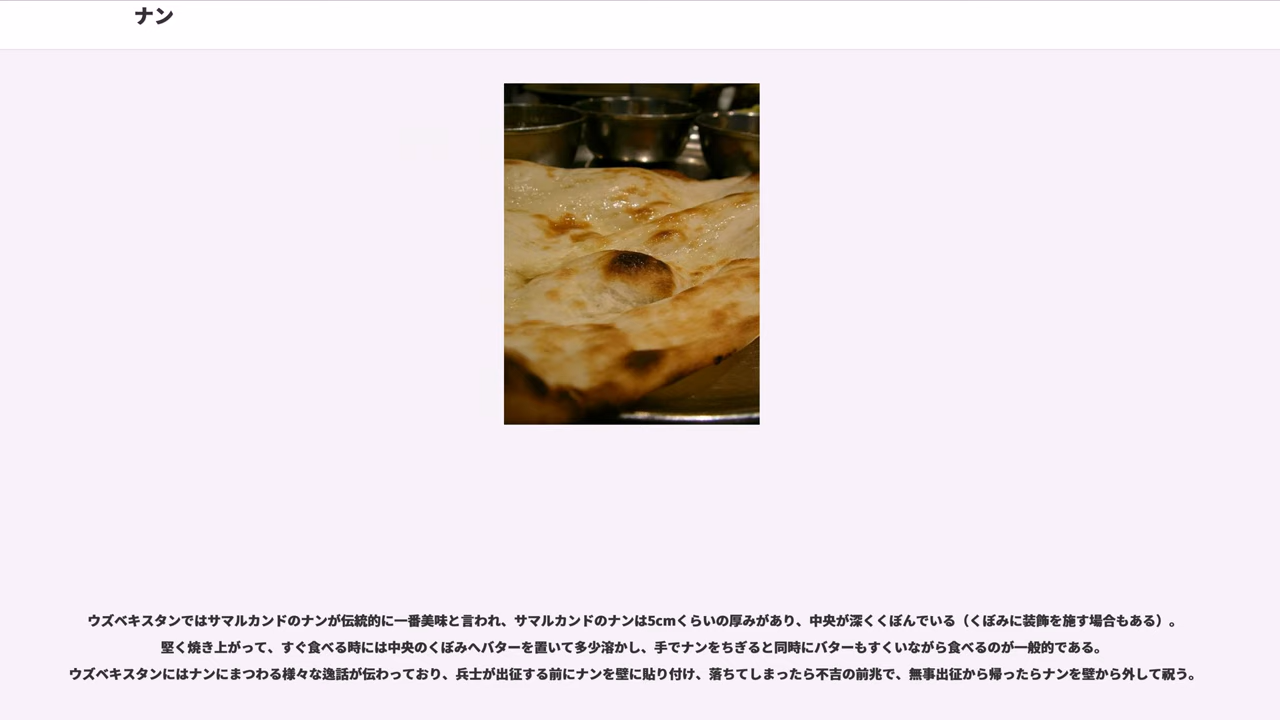 ナン
ウズベキスタンではサマルカンドのナンが伝統的に一番美味と言われ、サマルカンドのナンは5cmくらいの厚みがあり、中央が深くくぼんでいる（くぼみに装飾を施す場合もある）。
堅く焼き上がって、すぐ食べる時には中央のくぼみへバターを置いて多少溶かし、手でナンをちぎると同時にバターもすくいながら食べるのが一般的である。
ウズベキスタンにはナンにまつわる様々な逸話が伝わっており、兵士が出征する前にナンを壁に貼り付け、落ちてしまったら不吉の前兆で、無事出征から帰ったらナンを壁から外して祝う。